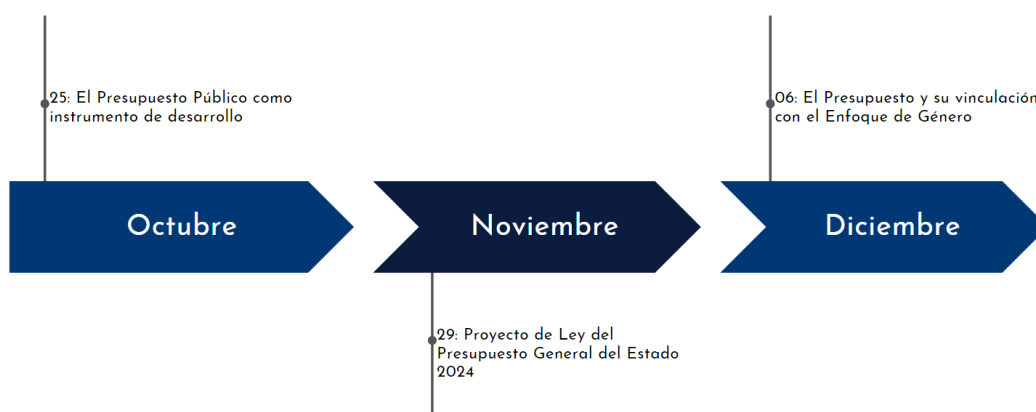 25: El Presupuesto Público como
instrumento de desarrollo
06: El Presupuesto y su vinculación
con el Enfoque de Género
Octubre
Noviembre
Diciembre
29: Proyecto de Ley del
Presupuesto General del Estado
2024